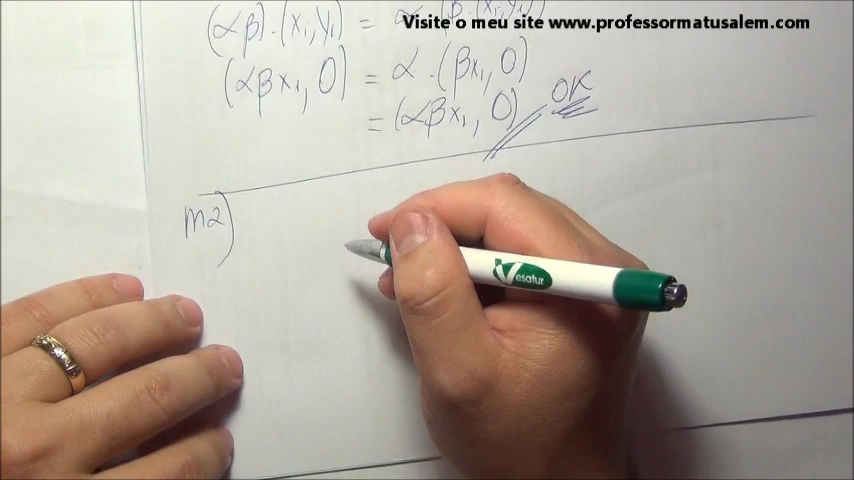 Visite o meu site www.professormatusalem.com
(αβ)·(x₁,y₁) = α·(β·(x₁,y₁))
(αβx₁, 0) = α·(βx₁, 0)
= (αβx₁, 0) OK
m2)
Vesatur